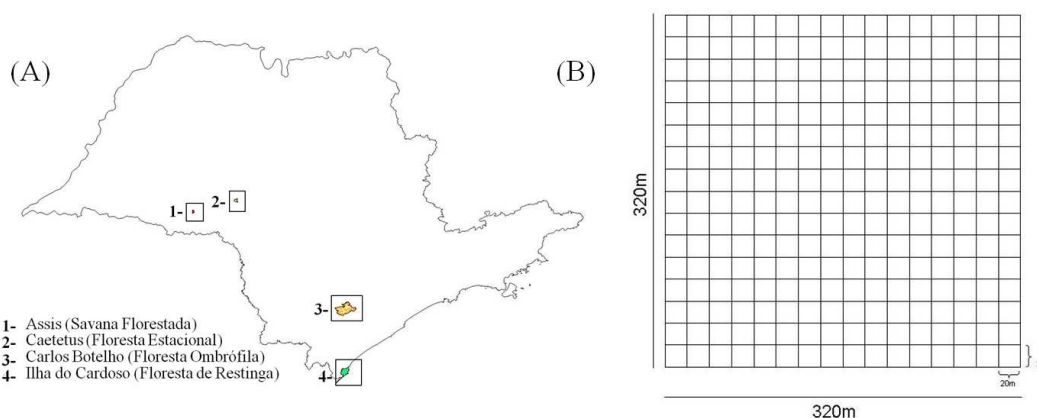 (A)
(B)
2-
1-
320m
3-
1- Assis (Savana Florestada)
2- Caetetus (Floresta Estacional)
3- Carlos Botelho (Floresta Ombrófila)
4- Ilha do Cardoso (Floresta de Restinga)
4-
20m
320m